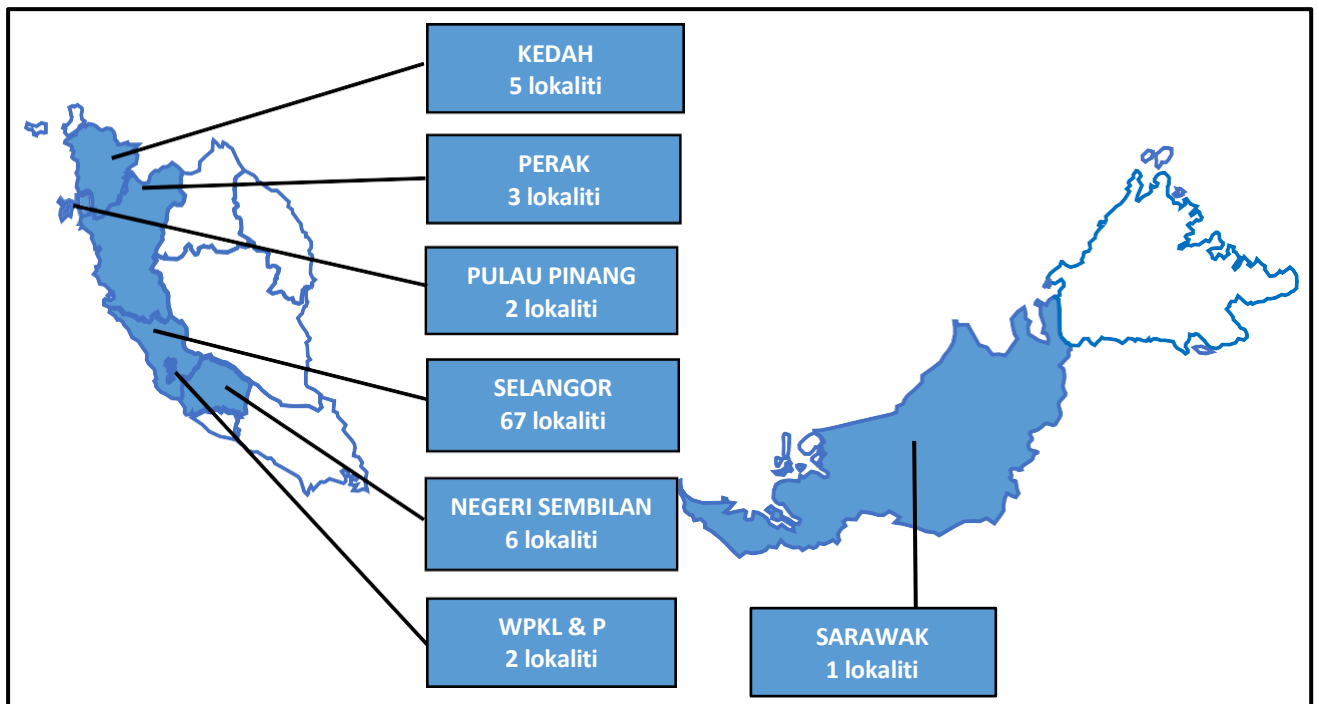 KEDAH
5 lokaliti
PERAK
3 lokaliti
PULAU PINANG
2 lokaliti
SELANGOR
67 lokaliti
NEGERI SEMBILAN
6 lokaliti
WPKL & P
2 lokaliti
SARAWAK
1 lokaliti